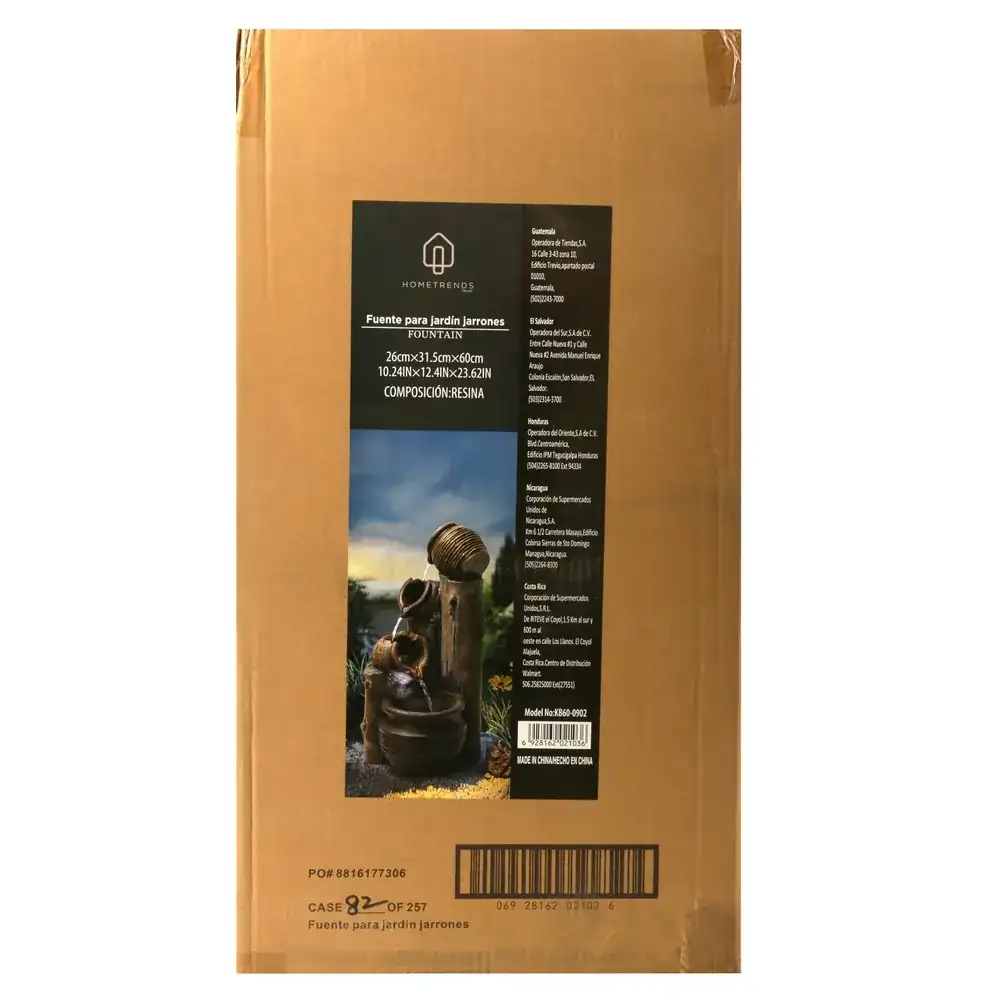 HOMETRENDS
Fuente para jardín jarrones
FOUNTAIN
26cm×31.5cm×60cm
10.24IN×12.4IN×23.62IN
COMPOSICIÓN:RESINA
Guatemala
Operadora de Tiendas,S.A.
16 Calle 3-43 zona 10,
Edificio Trevio,apartado postal
01010,
Guatemala,
(502)2243-7000
El Salvador
Operadora del Sur,S.A.de C.V.
Entre Calle Nueva #1 y Calle
Nueva #2 Avenida Manuel Enrique
Araujo
Colonia Escalón,San Salvador,EL
Salvador.
(503)2314-3700
Honduras
Operadora del Oriente,S.A de C.V.
Blvd.Centroamérica,
Edificio IPM Tegucigalpa Honduras
(504)2265-8100 Ext 94334
Nicaragua
Corporación de Supermercados
Unidos de
Nicaragua,S.A.
Km 6 1/2 Carretera Masaya,Edificio
Cobirsa Sierras de Sto Domingo
Managua,Nicaragua.
(505)2264-8300
Costa Rica
Corporación de Supermercados
Unidos,S.R.L
De RITEVE el Coyol,1.5 Km al sur y
600 m al
oeste en calle Los Llanos. El Coyol
Alajuela,
Costa Rica.Centro de Distribución
Walmart.
506.25825000 Ext(27551)
Model No:KB60-0902
6 928162 021036
MADE IN CHINA/HECHO EN CHINA
PO# 8816177306
CASE 82 OF 257
Fuente para jardin jarrones
069 28162 02103 6